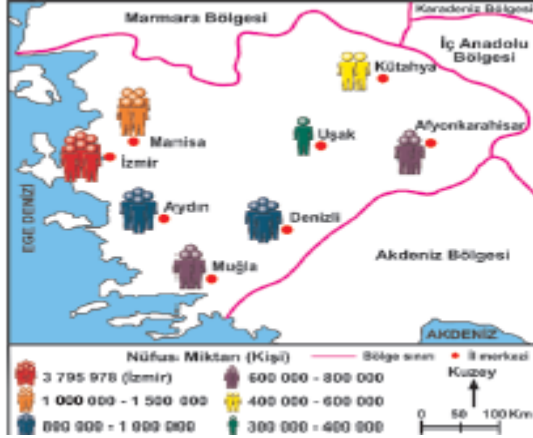 Marmara Bölgesi
Karadeniz Bölgesi
İç Anadolu
Bölgesi
Kütahya
Manisa
Uşak
Afyonkarahisar
İzmir
EGE DENİZİ
Aydın
Denizli
Muğla
Akdeniz Bölgesi
AKDENİZ
Nüfus Miktarı (Kişi)
Bölge sınırı
İl merkezi
3 795 978 (İzmir)
600 000 - 800 000
Kuzey
1 000 000 - 1 500 000
400 000 - 600 000
800 000 - 1 000 000
300 000 - 400 000
0 50 100 Km